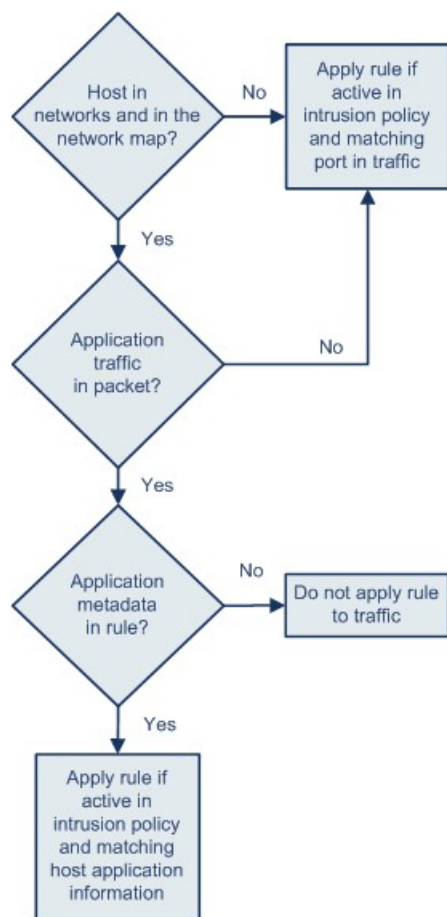 Host in
networks and in the
network map?
No
Apply rule if
active in
intrusion policy
and matching
port in traffic
Yes
Application
traffic
in packet?
No
Yes
Application
metadata
in rule?
No
Do not apply rule
to traffic
Yes
Apply rule if
active in
intrusion policy
and matching
host application
information